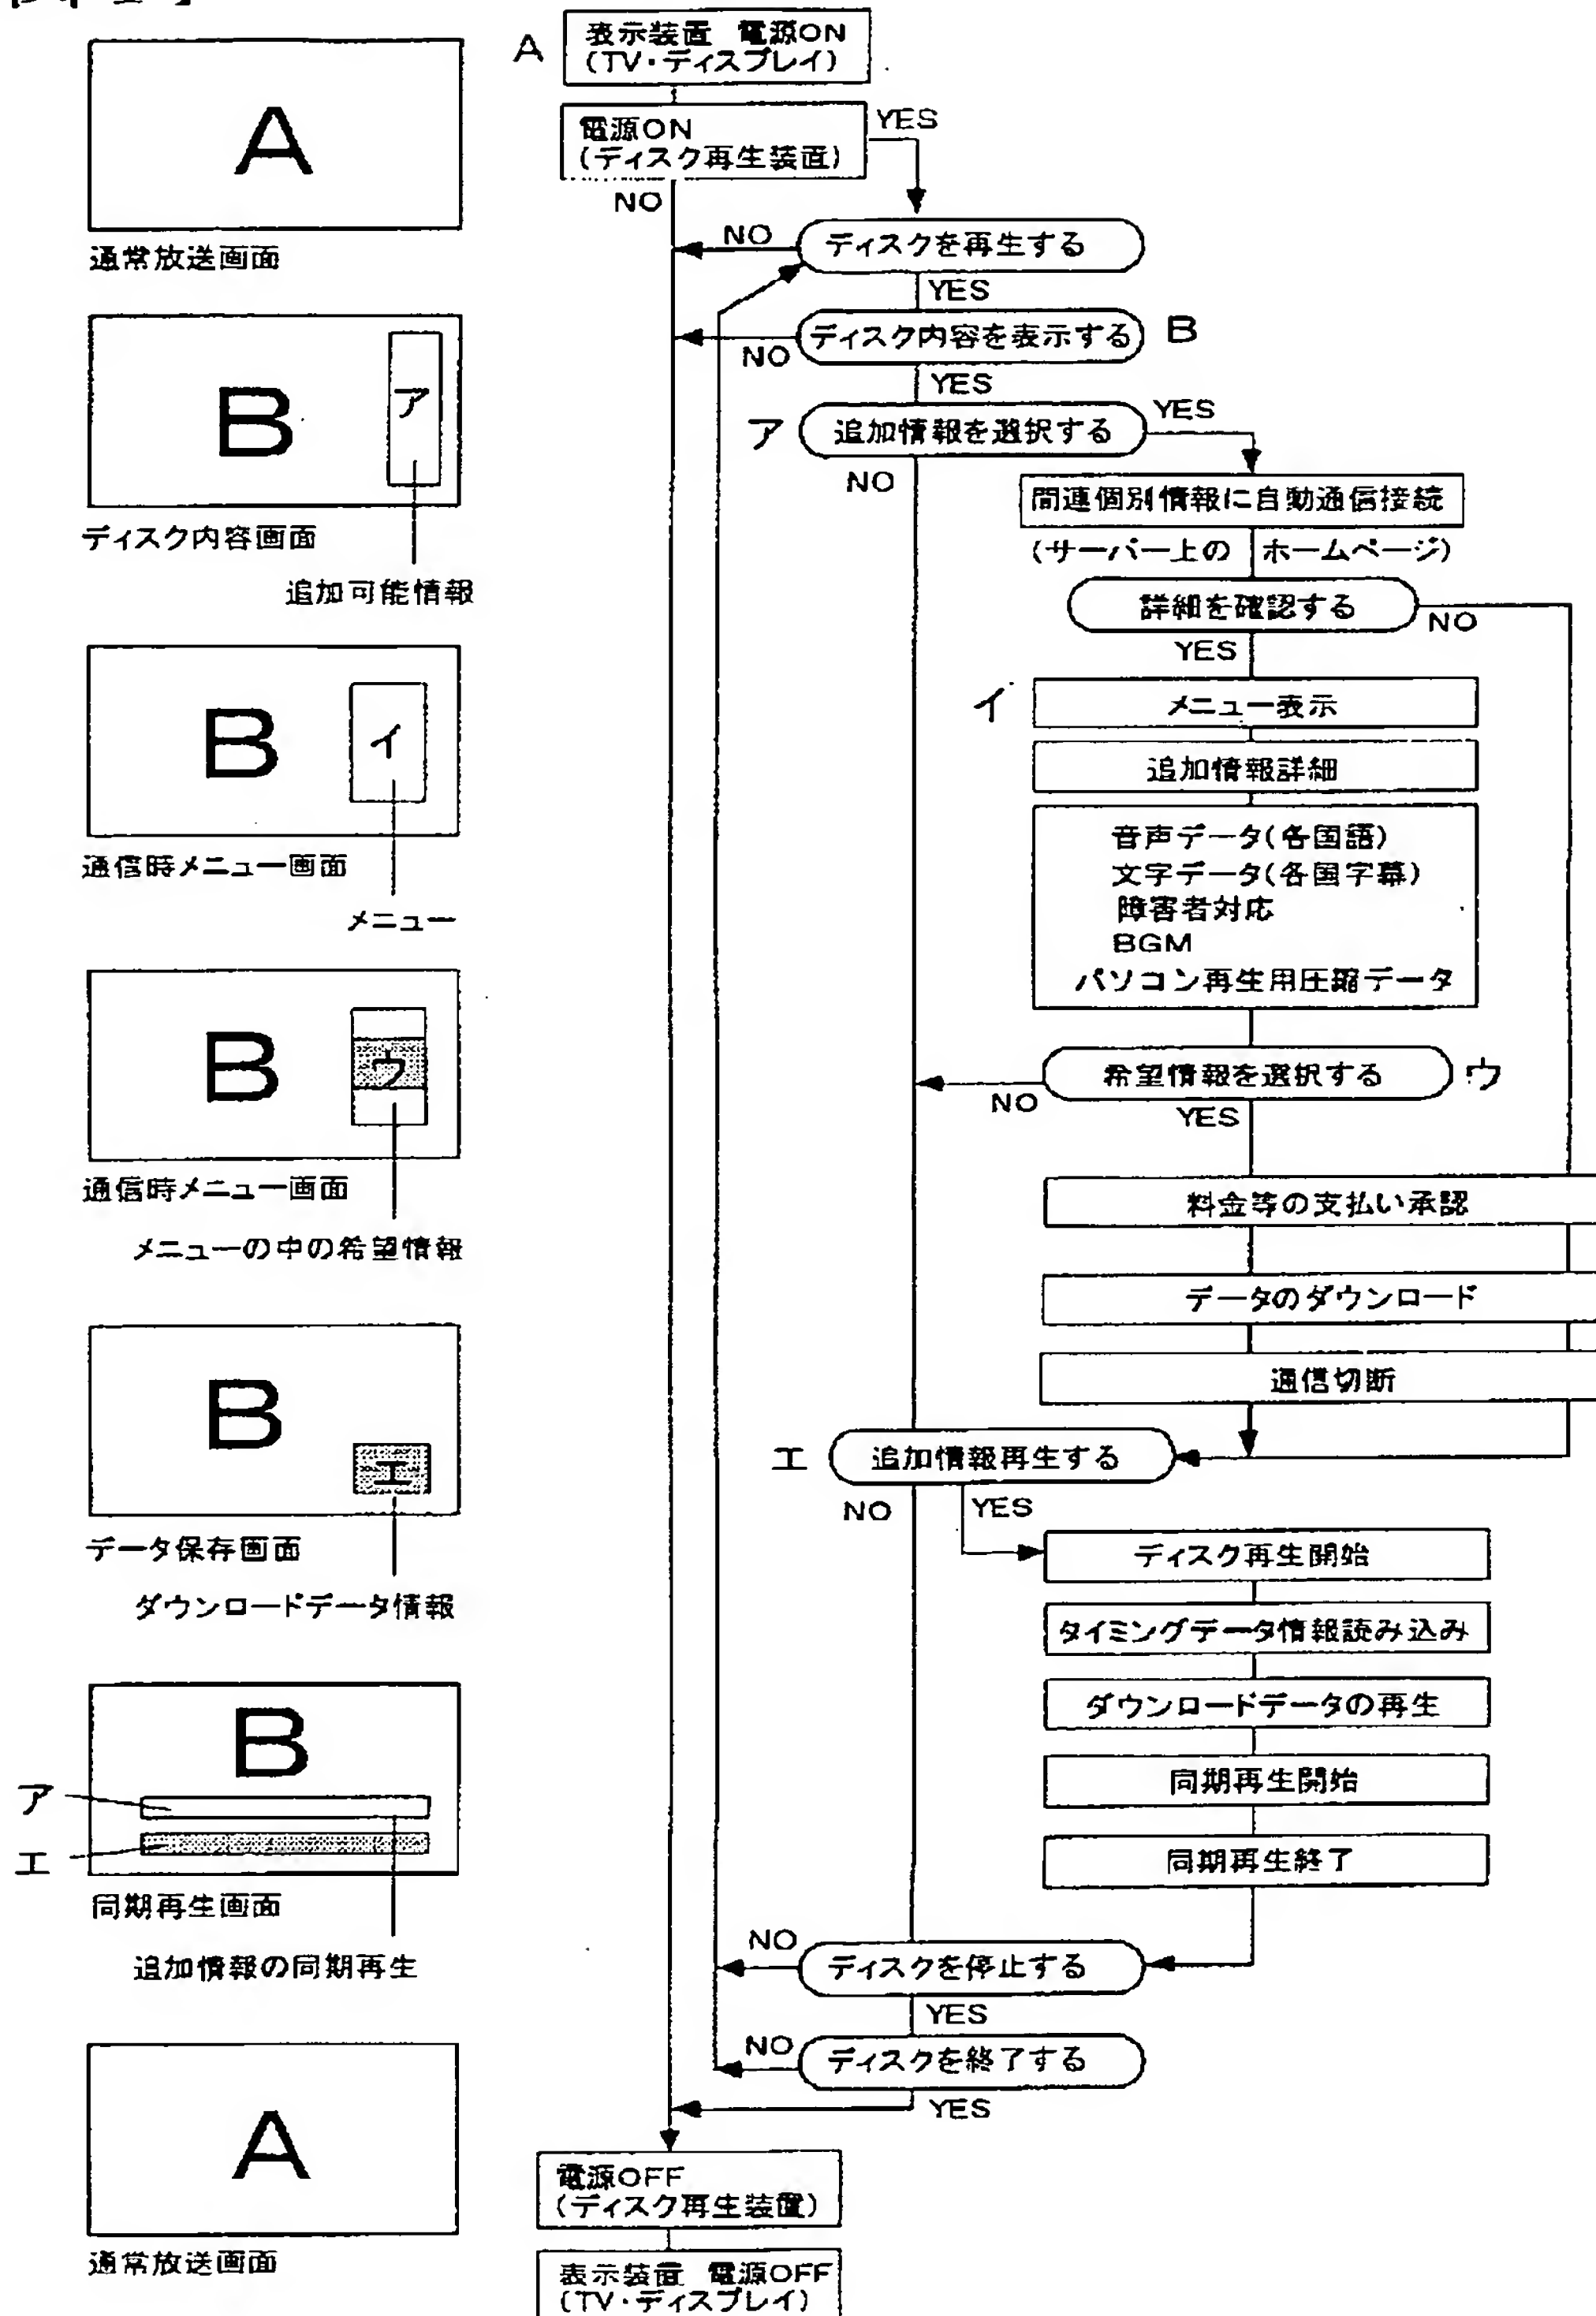 A
通常放送画面
B
ア
ディスク内容画面
追加可能情報
B
イ
通信時メニュー画面
メニュー
B
ウ
通信時メニュー画面
メニューの中の希望情報
B
エ
データ保存画面
ダウンロードデータ情報
B
ア
エ
同期再生画面
追加情報の同期再生
A
通常放送画面
A
表示装置 電源ON
(TV・ディスプレイ)
電源ON
(ディスク再生装置)
YES
NO
ディスクを再生する
NO
YES
ディスク内容を表示する
B
NO
YES
ア
追加情報を選択する
YES
NO
間連個別情報に自動通信接続
(サーバー上の ホームページ)
詳細を確認する
NO
YES
イ
メニュー表示
追加情報詳細
音声データ(各国語)
文字データ(各国字幕)
障害者対応
BGM
パソコン再生用圧縮データ
希望情報を選択する
ウ
NO
YES
料金等の支払い承認
データのダウンロード
通信切断
エ
追加情報再生する
NO
YES
ディスク再生開始
タイミングデータ情報読み込み
ダウンロードデータの再生
同期再生開始
同期再生終了
NO
ディスクを停止する
YES
NO
ディスクを終了する
YES
電源OFF
(ディスク再生装置)
表示装置 電源OFF
(TV・ディスプレイ)